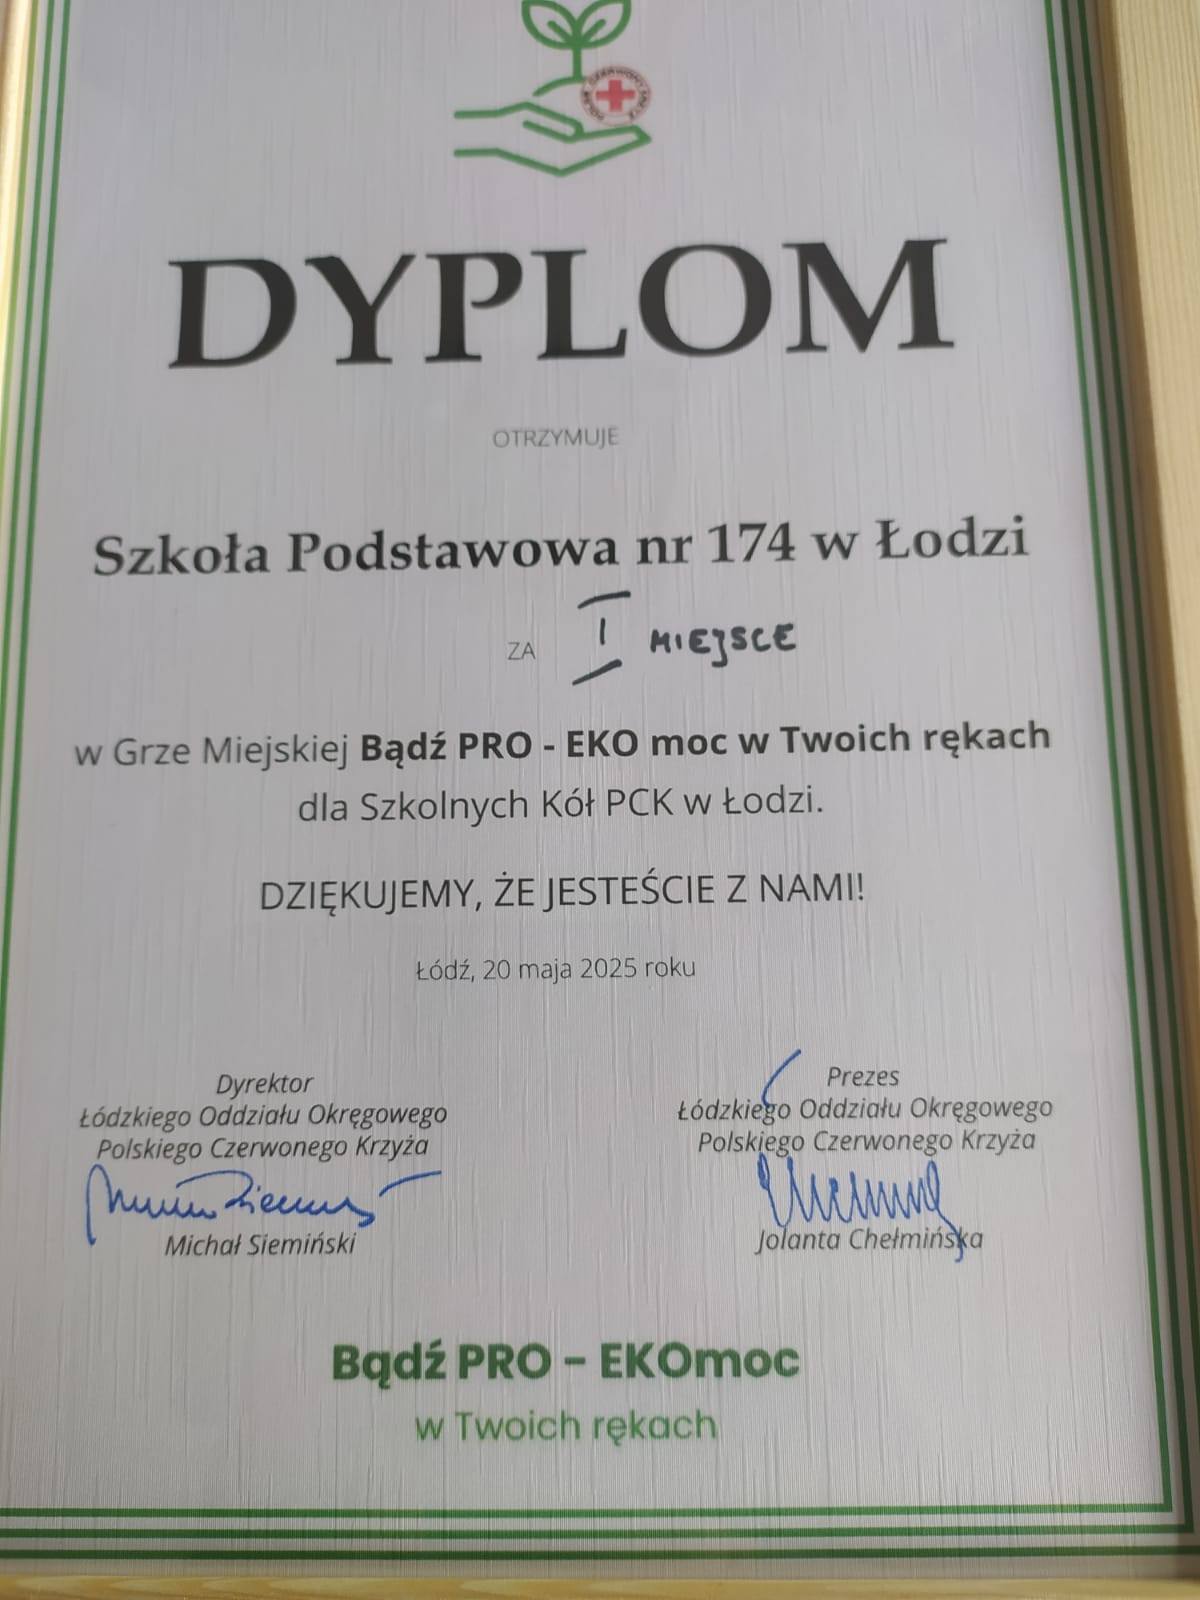 DYPLOM
OTRZYMUJE
Szkoła Podstawowa nr 174 w Łodzi
ZA I MIEJSCE
w Grze Miejskiej Bądź PRO - EKO moc w Twoich rękach
dla Szkolnych Kół PCK w Łodzi.
DZIĘKUJEMY, ŻE JESTEŚCIE Z NAMI!
Łódź, 20 maja 2025 roku
Dyrektor
Łódzkiego Oddziału Okręgowego
Polskiego Czerwonego Krzyża
Michał Siemiński
Prezes
Łódzkiego Oddziału Okręgowego
Polskiego Czerwonego Krzyża
Jolanta Chełmińska
Bądź PRO - EKOmoc
w Twoich rękach